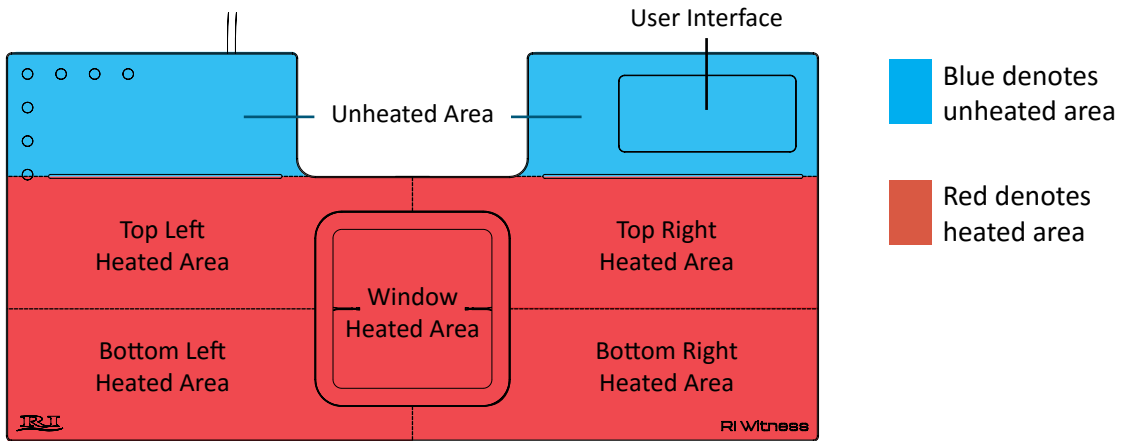 User Interface
Unheated Area
Blue denotes
unheated area
Red denotes
heated area
Top Left
Heated Area
Top Right
Heated Area
Window
Heated Area
Bottom Left
Heated Area
Bottom Right
Heated Area
RI
RI Witness